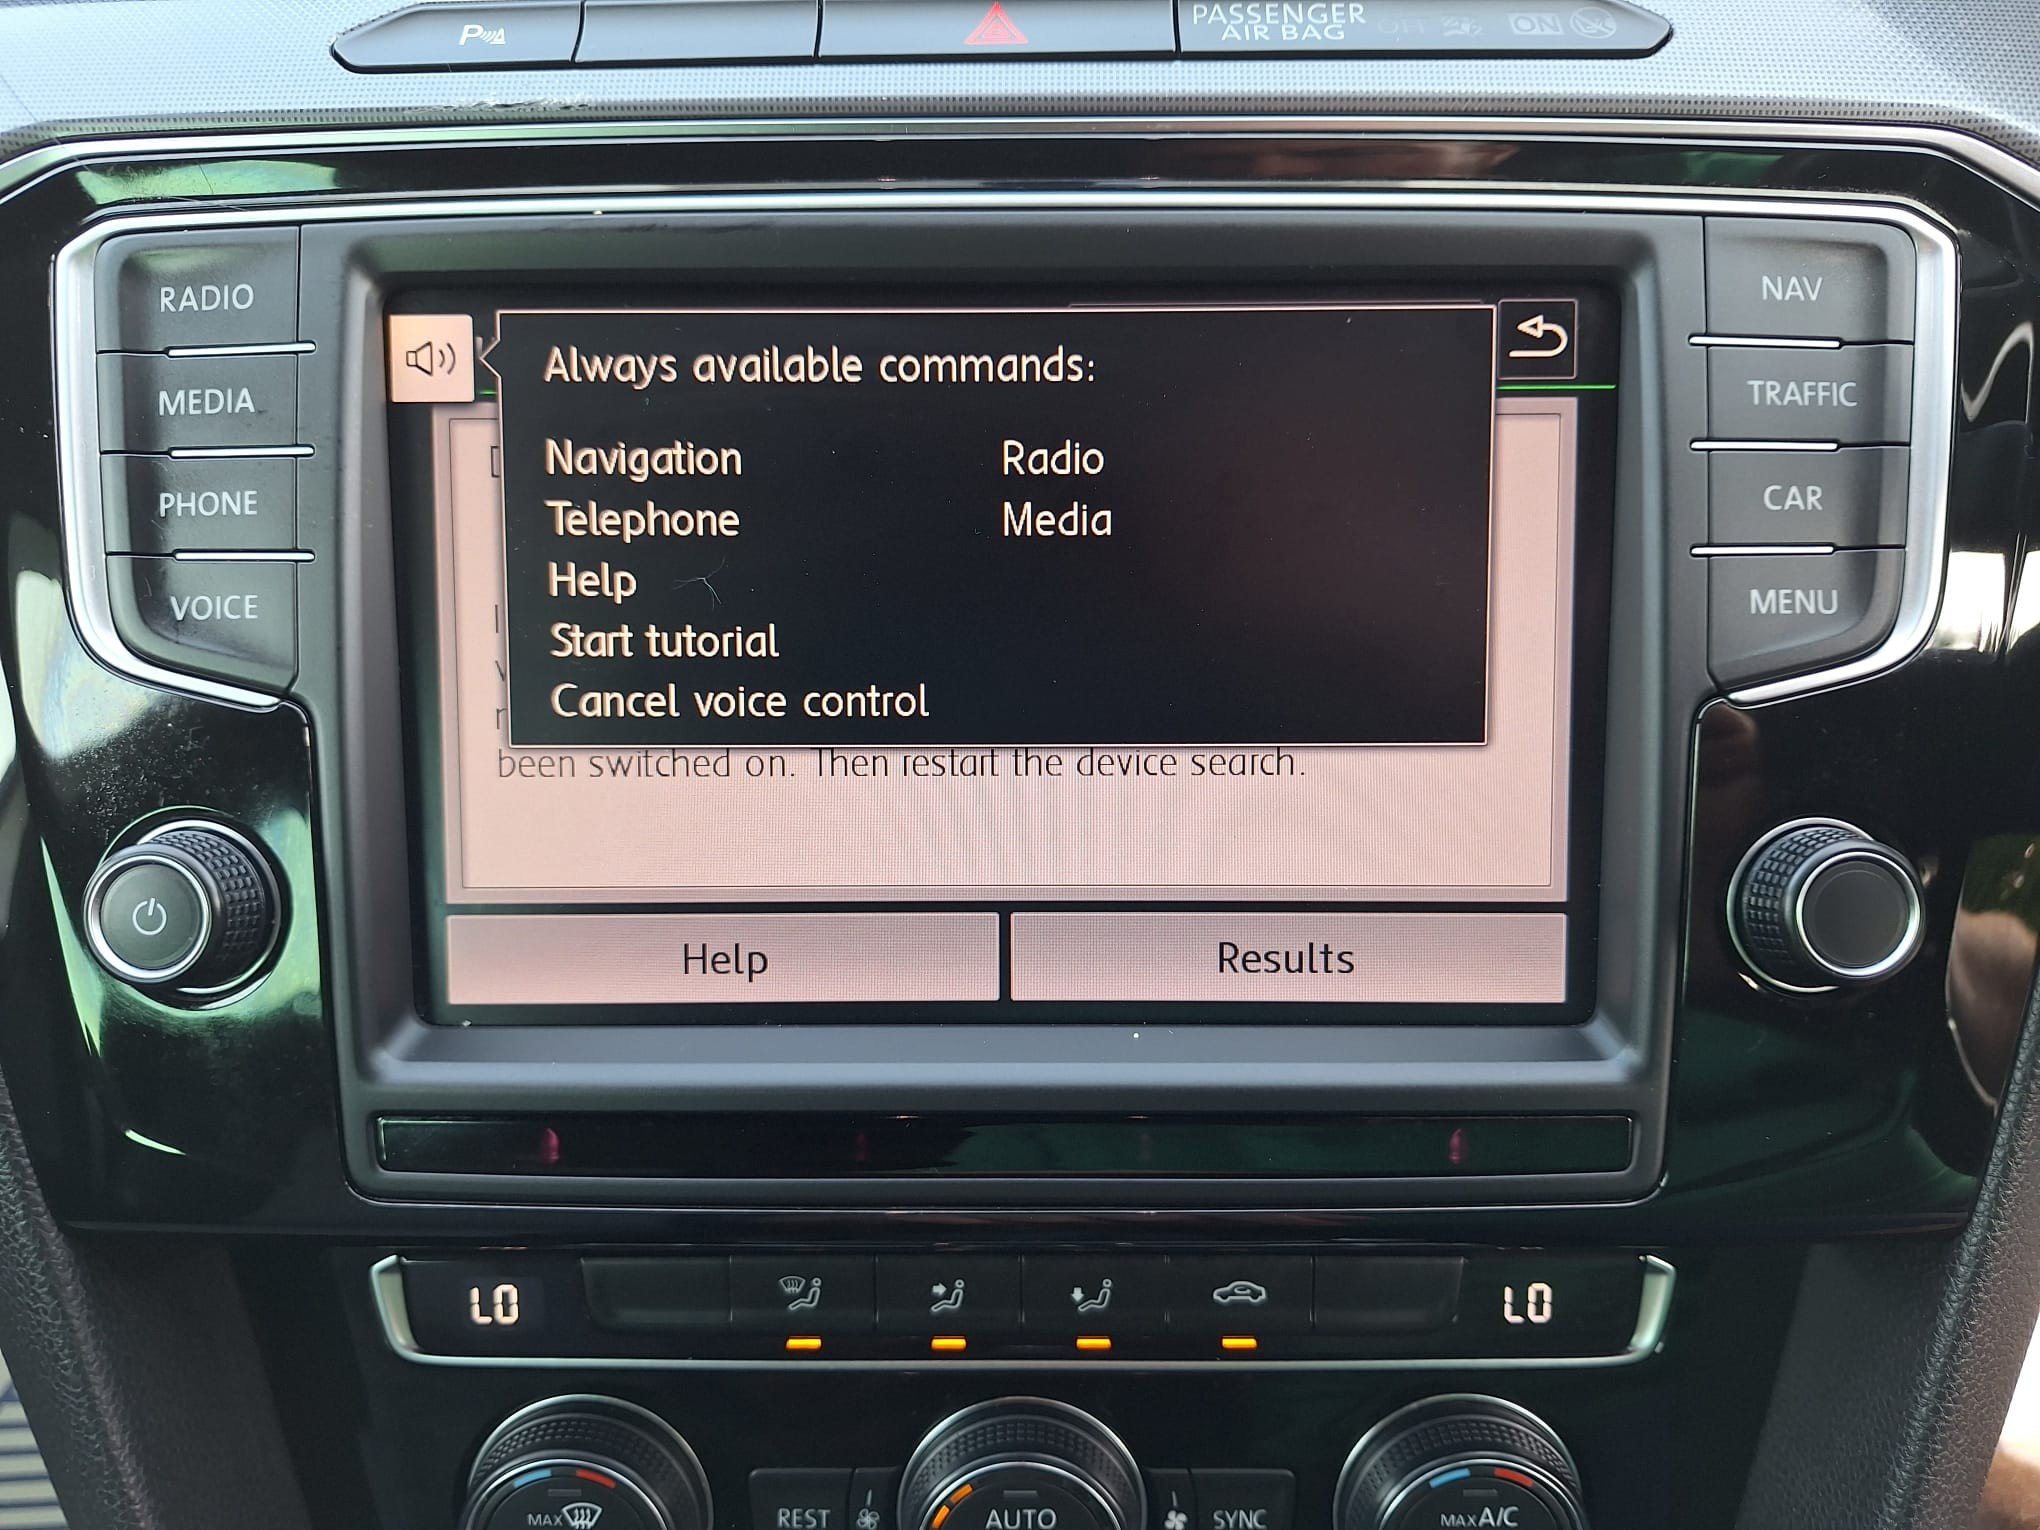 PASSENGER
AIR BAG OFF ON
RADIO
MEDIA
PHONE
VOICE
NAV
TRAFFIC
CAR
MENU
Always available commands:
Navigation Radio
Telephone Media
Help
Start tutorial
Cancel voice control
been switched on. Then restart the device search.
Help Results
LO LO
MAX REST AUTO SYNC MAX A/C